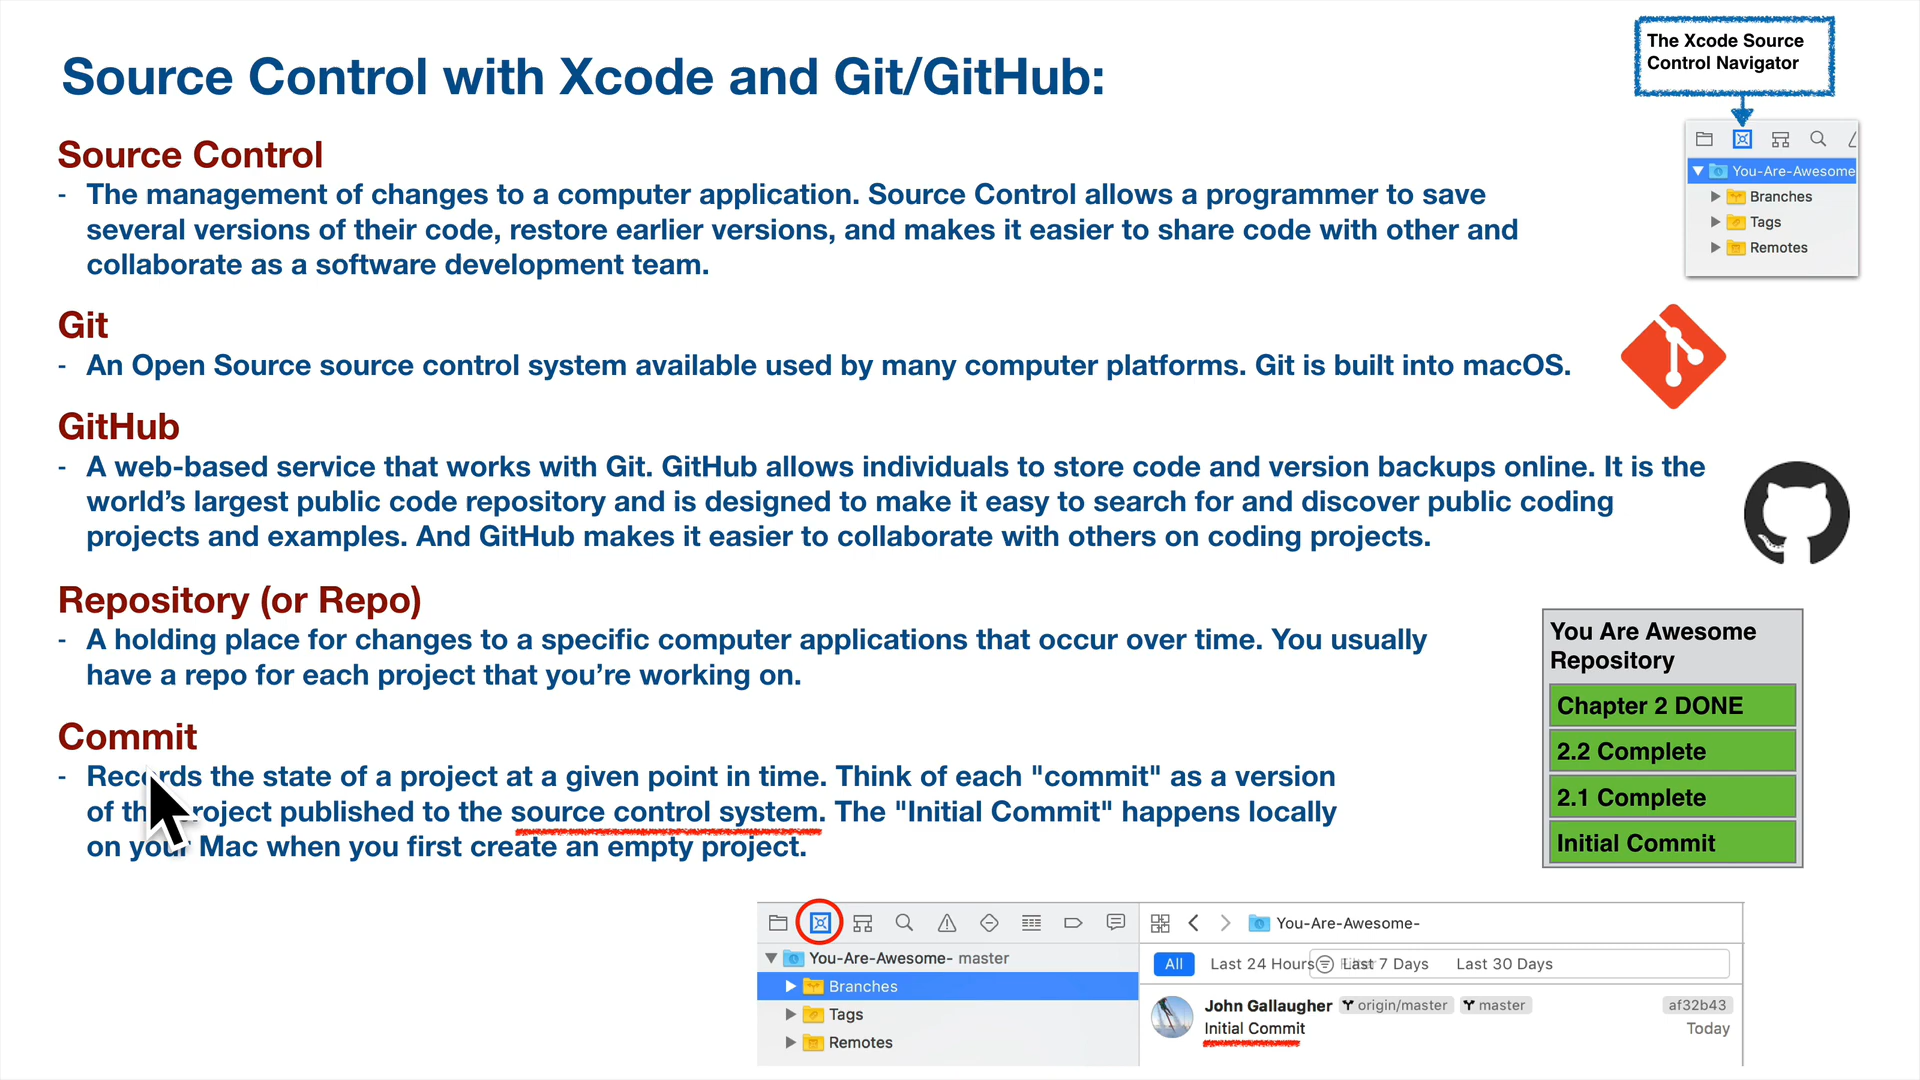 Source Control with Xcode and Git/GitHub:
The Xcode Source
Control Navigator
You-Are-Awesome
Branches
Tags
Remotes
Source Control
- The management of changes to a computer application. Source Control allows a programmer to save
several versions of their code, restore earlier versions, and makes it easier to share code with other and
collaborate as a software development team.
Git
- An Open Source source control system available used by many computer platforms. Git is built into macOS.
GitHub
- A web-based service that works with Git. GitHub allows individuals to store code and version backups online. It is the
world’s largest public code repository and is designed to make it easy to search for and discover public coding
projects and examples. And GitHub makes it easier to collaborate with others on coding projects.
Repository (or Repo)
- A holding place for changes to a specific computer applications that occur over time. You usually
have a repo for each project that you’re working on.
You Are Awesome
Repository
Chapter 2 DONE
2.2 Complete
2.1 Complete
Initial Commit
Commit
- Records the state of a project at a given point in time. Think of each "commit" as a version
of the project published to the source control system. The "Initial Commit" happens locally
on your Mac when you first create an empty project.
You-Are-Awesome- master
Branches
Tags
Remotes
You-Are-Awesome-
All Last 24 Hours Last 7 Days Last 30 Days
John Gallaugher origin/master master af32b43
Initial Commit Today